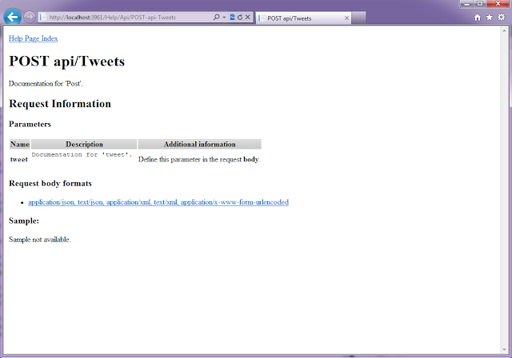 http://localhost:3981/Help/Api/POST-api-Tweets
POST api/Tweets
Help Page Index
POST api/Tweets
Documentation for 'Post'.
Request Information
Parameters
Name Description Additional information
tweet Documentation for 'tweet'. Define this parameter in the request body.
Request body formats
application/json, text/json, application/xml, text/xml, application/x-www-form-urlencoded
Sample:
Sample not available.